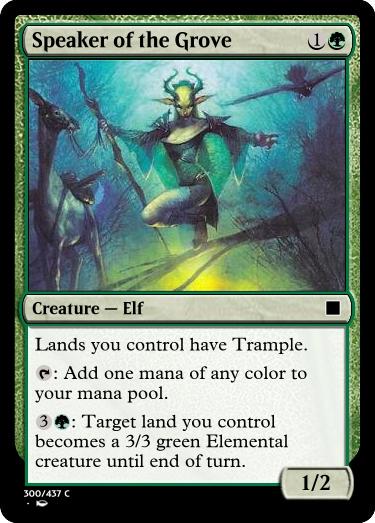 Speaker of the Grove 1
Creature — Elf
Lands you control have Trample.
: Add one mana of any color to
your mana pool.
3 : Target land you control
becomes a 3/3 green Elemental
creature until end of turn.
1/2
300/437 C